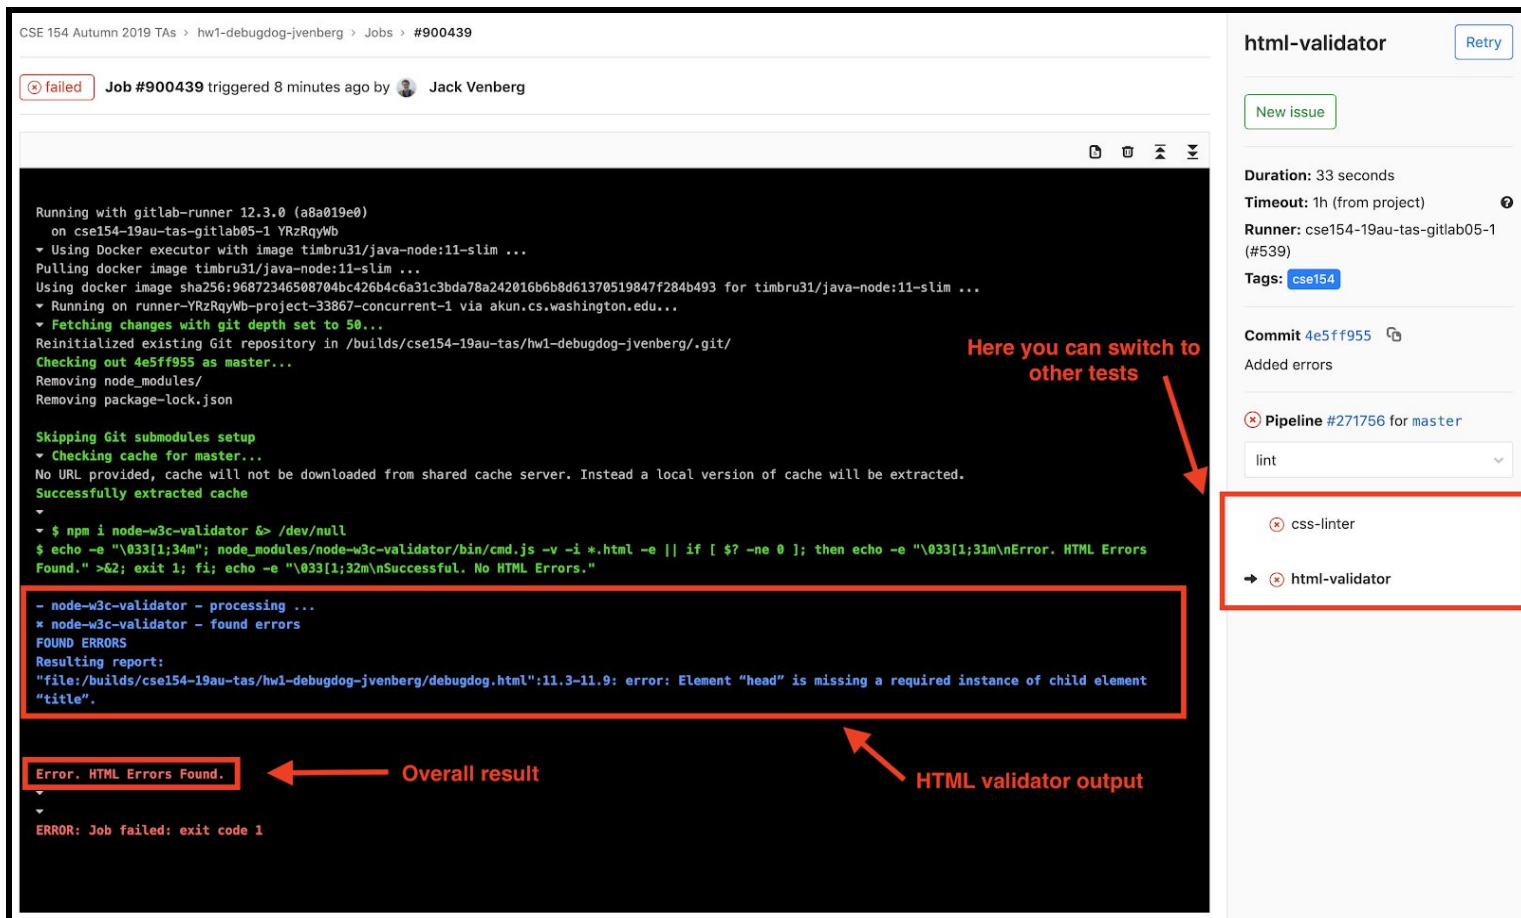 CSE 154 Autumn 2019 TAs > hw1-debugdog-jvenberg > Jobs > #900439
failed Job #900439 triggered 8 minutes ago by Jack Venberg
Running with gitlab-runner 12.3.0 (a8a019e0)
on cse154-19au-tas-gitlab05-1 YRzRqyWb
Using Docker executor with image timbru31/java-node:11-slim ...
Pulling docker image timbru31/java-node:11-slim ...
Using docker image sha256:96872346508704bc426b4c6a31c3bda78a242016b6b8d61370519847f284b493 for timbru31/java-node:11-slim ...
Running on runner-YRzRqyWb-project-33867-concurrent-1 via akun.cs.washington.edu...
Fetching changes with git depth set to 50...
Reinitialized existing Git repository in /builds/cse154-19au-tas/hw1-debugdog-jvenberg/.git/
Checking out 4e5ff955 as master...
Removing node_modules/
Removing package-lock.json
Skipping Git submodules setup
Checking cache for master...
No URL provided, cache will not be downloaded from shared cache server. Instead a local version of cache will be extracted.
Successfully extracted cache
$ npm i node-w3c-validator &> /dev/null
$ echo -e "\033[1;34m"; node_modules/node-w3c-validator/bin/cmd.js -v -i *.html -e || if [ $? -ne 0 ]; then echo -e "\033[1;31m\nError. HTML Errors
Found." >&2; exit 1; fi; echo -e "\033[1;32m\nSuccessful. No HTML Errors."
- node-w3c-validator - processing ...
✖ node-w3c-validator - found errors
FOUND ERRORS
Resulting report:
"file:/builds/cse154-19au-tas/hw1-debugdog-jvenberg/debugdog.html":11.3-11.9: error: Element “head” is missing a required instance of child element
“title”.
Error. HTML Errors Found.
ERROR: Job failed: exit code 1
Here you can switch to
other tests
Overall result
HTML validator output
html-validator
Retry
New issue
Duration: 33 seconds
Timeout: 1h (from project)
Runner: cse154-19au-tas-gitlab05-1
(#539)
Tags: cse154
Commit 4e5ff955
Added errors
Pipeline #271756 for master
lint
css-linter
html-validator